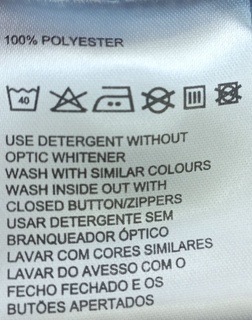 100% POLYESTER
40
USE DETERGENT WITHOUT
OPTIC WHITENER
WASH WITH SIMILAR COLOURS
WASH INSIDE OUT WITH
CLOSED BUTTON/ZIPPERS
USAR DETERGENTE SEM
BRANQUEADOR ÓPTICO
LAVAR COM CORES SIMILARES
LAVAR DO AVESSO COM O
FECHO FECHADO E OS
BUTÕES APERTADOS